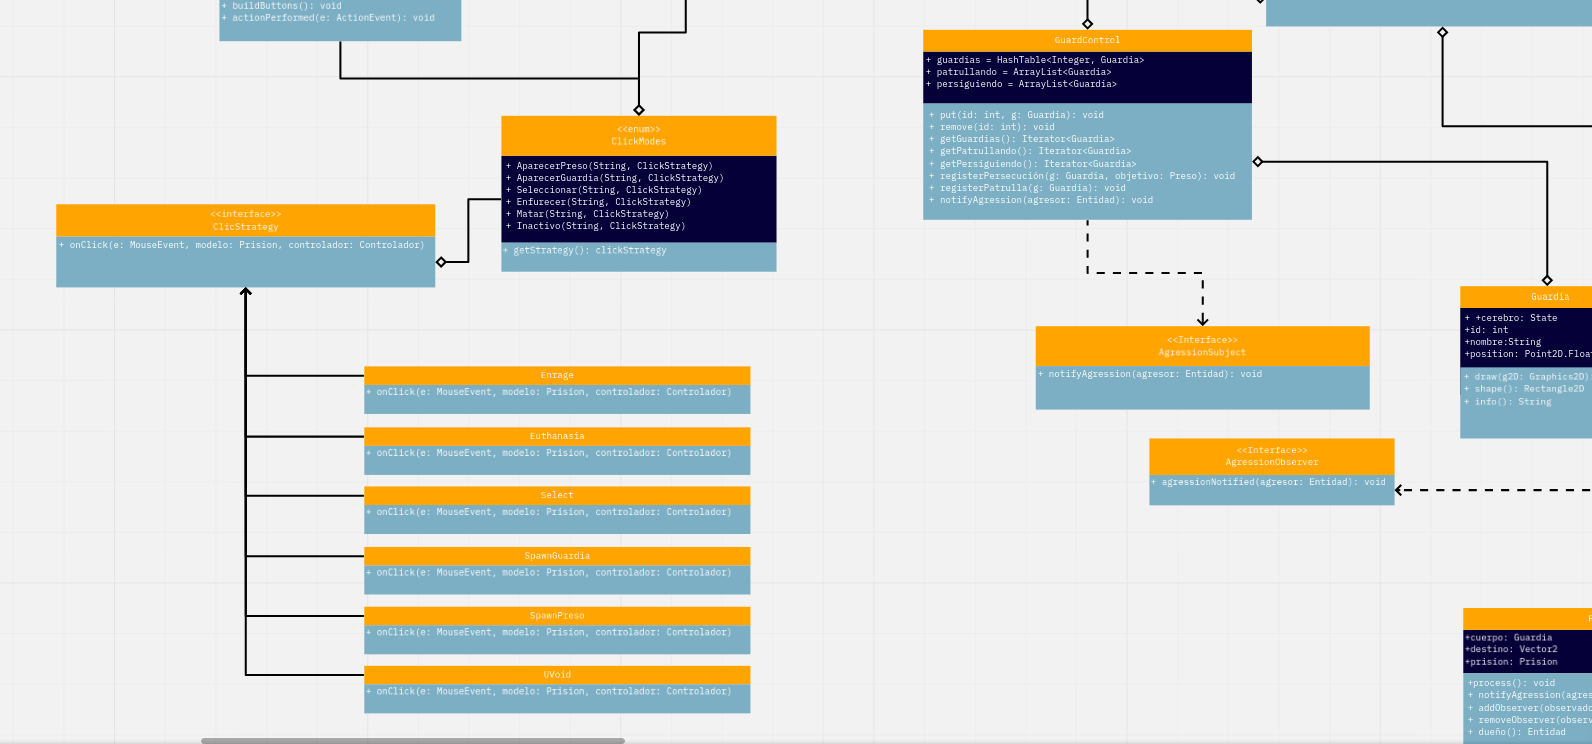 + buildButtons(): void
+ actionPerformed(e: ActionEvent): void
<<enum>>
ClickModes
+ AparecerPreso(String, ClickStrategy)
+ AparecerGuardia(String, ClickStrategy)
+ Seleccionar(String, ClickStrategy)
+ Enfurecer(String, ClickStrategy)
+ Matar(String, ClickStrategy)
+ Inactivo(String, ClickStrategy)
+ getStrategy(): clickStrategy
<<interface>>
ClicStrategy
+ onClick(e: MouseEvent, modelo: Prision, controlador: Controlador)
Enrage
+ onClick(e: MouseEvent, modelo: Prision, controlador: Controlador)
Euthanasia
+ onClick(e: MouseEvent, modelo: Prision, controlador: Controlador)
Select
+ onClick(e: MouseEvent, modelo: Prision, controlador: Controlador)
SpawnGuardia
+ onClick(e: MouseEvent, modelo: Prision, controlador: Controlador)
SpawnPreso
+ onClick(e: MouseEvent, modelo: Prision, controlador: Controlador)
UVoid
+ onClick(e: MouseEvent, modelo: Prision, controlador: Controlador)
GuardControl
+ guardias = HashTable<Integer, Guardia>
+ patrullando = ArrayList<Guardia>
+ persiguiendo = ArrayList<Guardia>
+ put(id: int, g: Guardia): void
+ remove(id: int): void
+ getGuardias(): Iterator<Guardia>
+ getPatrullando(): Iterator<Guardia>
+ getPersiguiendo(): Iterator<Guardia>
+ registerPersecución(g: Guardia, objetivo: Preso): void
+ registerPatrulla(g: Guardia): void
+ notifyAgression(agresor: Entidad): void
<<Interface>>
AgressionSubject
+ notifyAgression(agresor: Entidad): void
<<Interface>>
AgressionObserver
+ agressionNotified(agresor: Entidad): void
Guardia
+ +cerebro: State
+id: int
+nombre:String
+position: Point2D.Floa
+ draw(g2D: Graphics2D)
+ shape(): Rectangle2D
+ info(): String
+cuerpo: Guardia
+destino: Vector2
+prision: Prision
+process(): void
+ notifyAgression(agres
+ addObserver(observado
+ removeObserver(observ
+ dueño(): Entidad